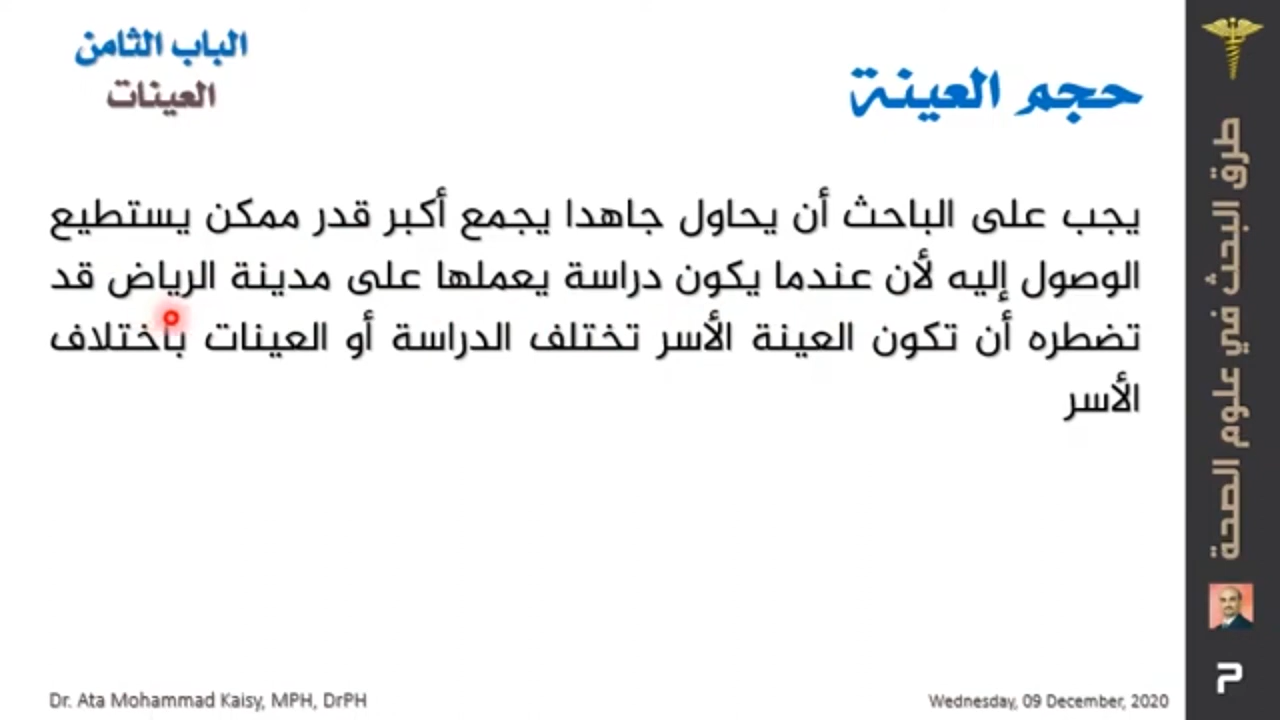 الباب الثامن
العينات
حجم العينة
يجب على الباحث أن يحاول جاهدا يجمع أكبر قدر ممكن يستطيع
الوصول إليه لأن عندما يكون دراسة يعملها على مدينة الرياض قد
تضطره أن تكون العينة الأسر تختلف الدراسة أو العينات بأختلاف
الأسر
طرق البحث في علوم الصحة
Dr. Ata Mohammad Kaisy, MPH, DrPH
Wednesday, 09 December, 2020